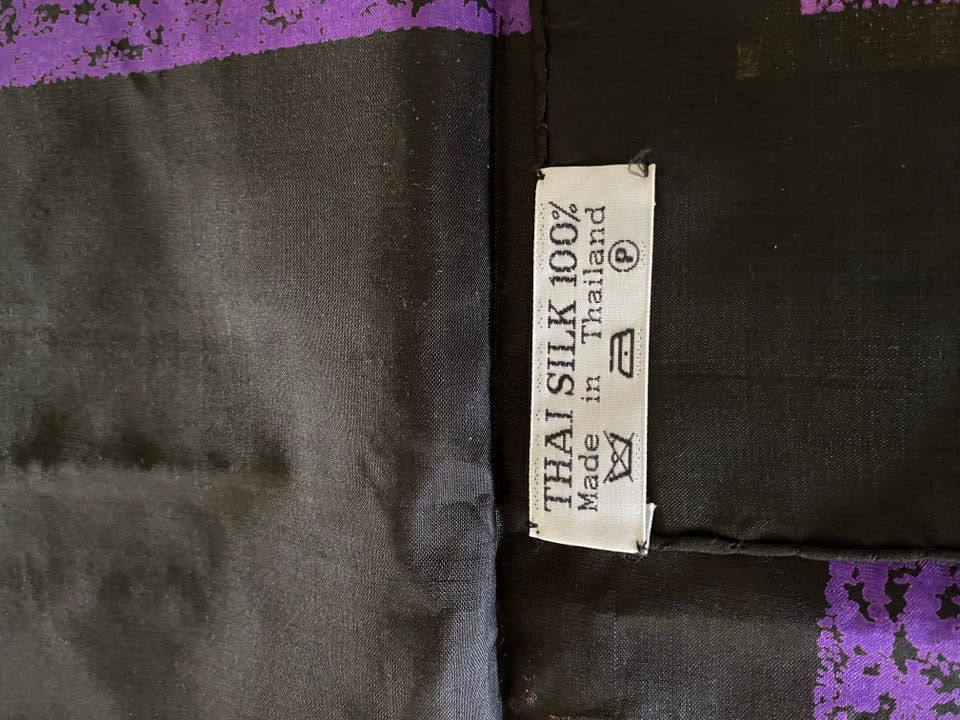 THAI SILK 100%
Made in Thailand
P